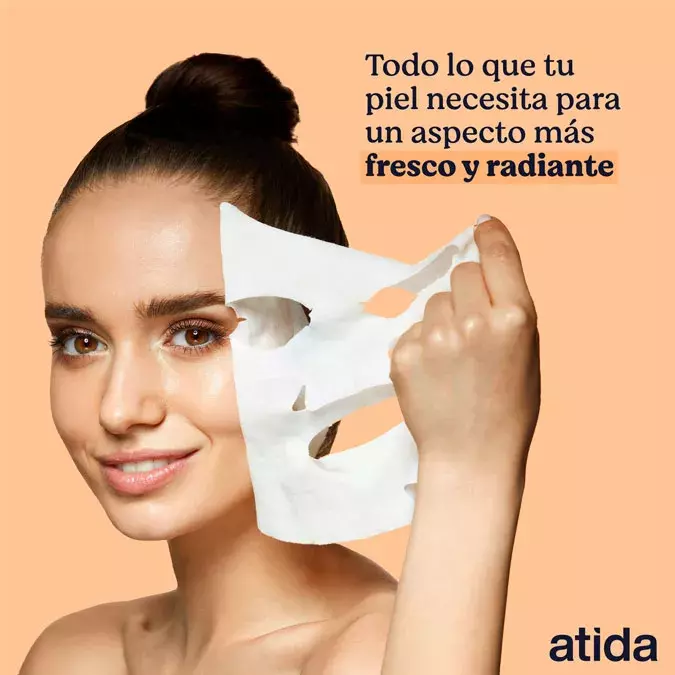 Todo lo que tu
piel necesita para
un aspecto más
fresco y radiante
atida